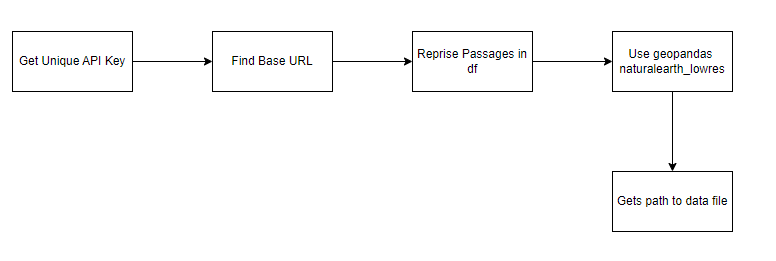 Get Unique API Key
Find Base URL
Reprise Passages in
df
Use geopandas
naturalearth_lowres
Gets path to data file